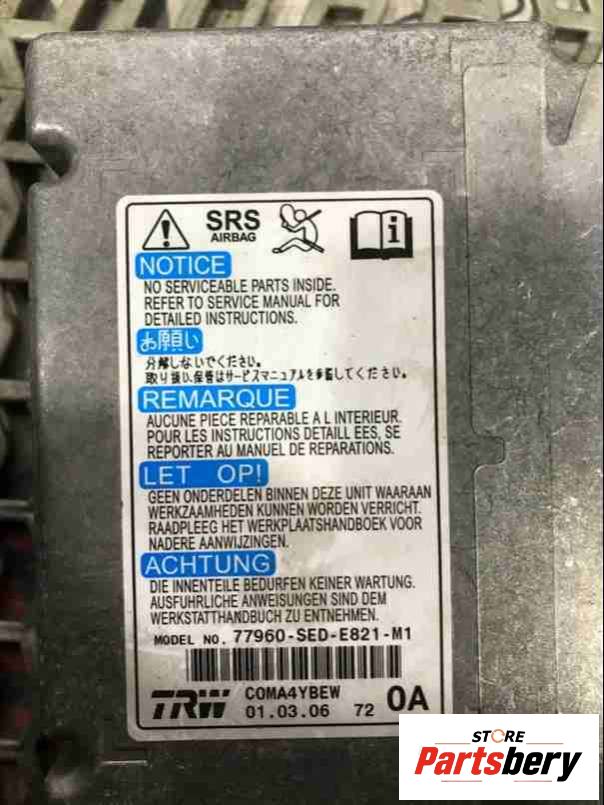 SRS
AIRBAG
NOTICE
NO SERVICEABLE PARTS INSIDE.
REFER TO SERVICE MANUAL FOR
DETAILED INSTRUCTIONS.
お願い
分解しないでください。
取り扱い、保管はサービスマニュアルを参照してください。
REMARQUE
AUCUNE PIECE REPARABLE A L INTERIEUR.
POUR LES INSTRUCTIONS DETAILL EES, SE
REPORTER AU MANUEL DE REPARATIONS.
LET OP!
GEEN ONDERDELEN BINNEN DEZE UNIT WAARAAN
WERKZAAMHEDEN KUNNEN WORDEN VERRICHT.
RAADPLEEG HET WERKPLAATSHANDBOEK VOOR
NADERE AANWIJZINGEN.
ACHTUNG
DIE INNENTEILE BEDURFEN KEINER WARTUNG.
AUSFUHRLICHE ANWEISUNGEN SIND DEM
WERKSTATTHANDBUCH ZU ENTNEHMEN.
MODEL NO. 77960-SED-E821-M1
TRW COMA4YBEW
01.03.06 72 0A
STORE
Partsbery